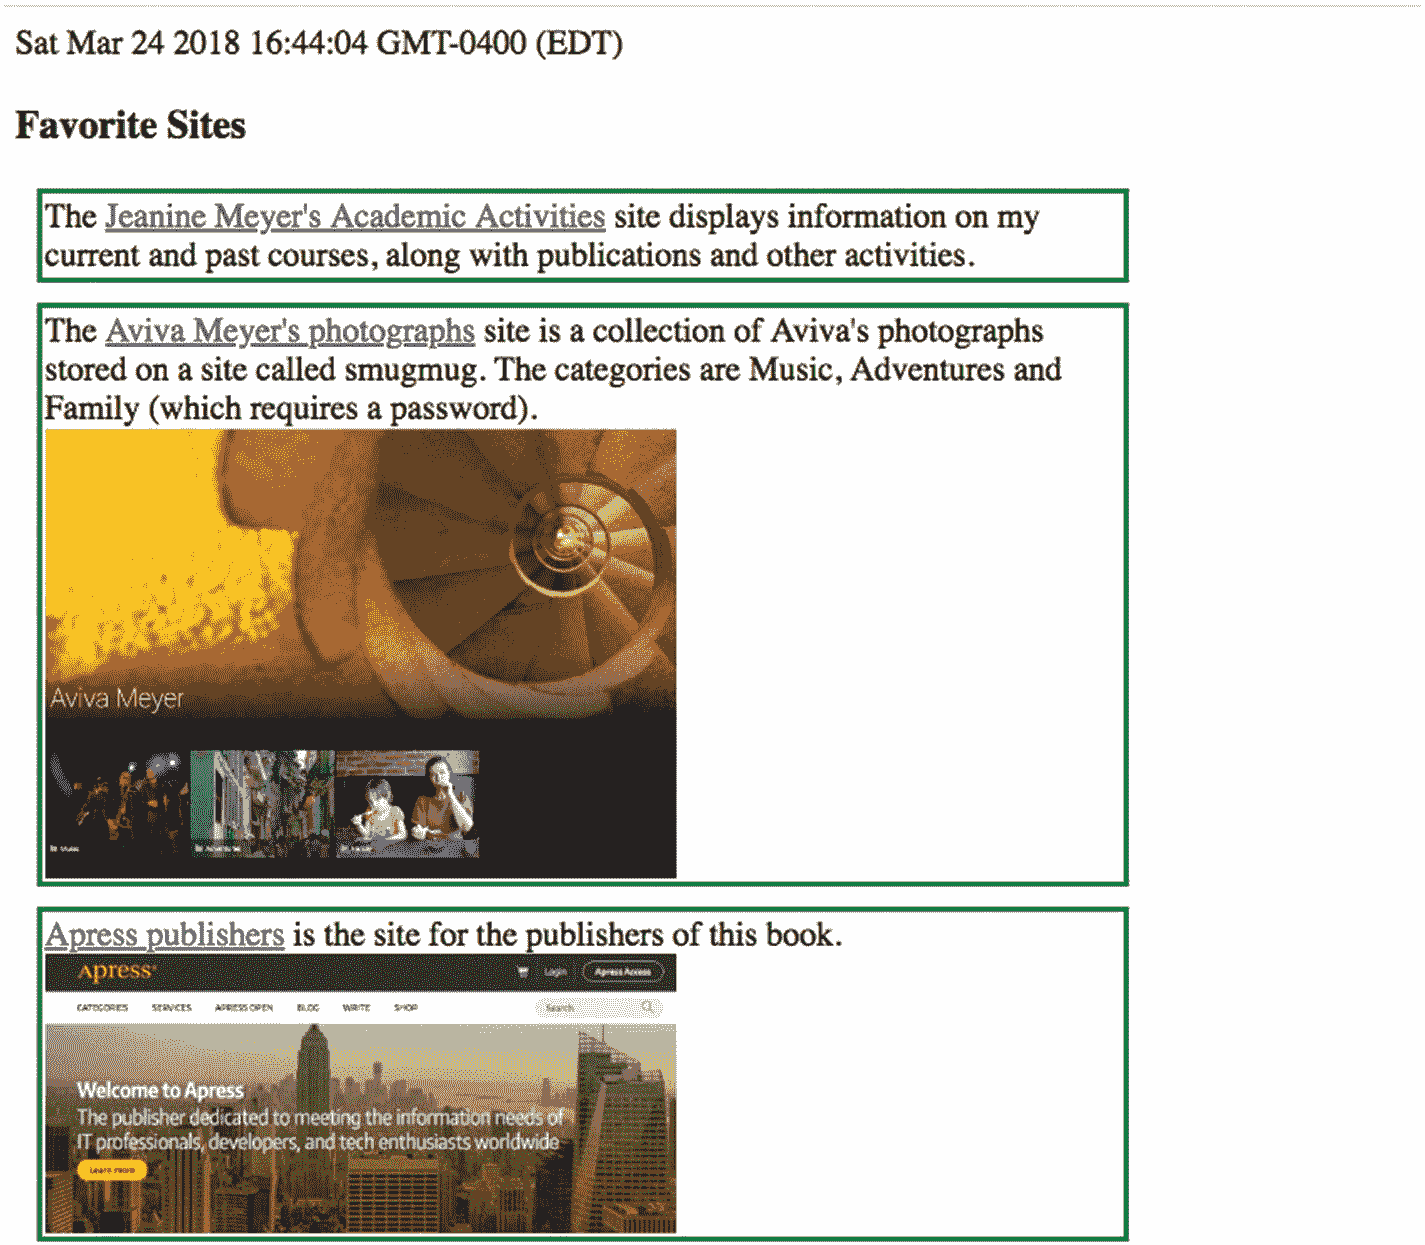 Sat Mar 24 2018 16:44:04 GMT-0400 (EDT)
Favorite Sites
The Jeanine Meyer's Academic Activities site displays information on my
current and past courses, along with publications and other activities.
The Aviva Meyer's photographs site is a collection of Aviva's photographs
stored on a site called smugmug. The categories are Music, Adventures and
Family (which requires a password).
Aviva Meyer
Apress publishers is the site for the publishers of this book.
Apress®
Login
Apress Access
CATEGORIES SERVICES APRESS OPEN BLOG WRITE SHOP
Search
Welcome to Apress
The publisher dedicated to meeting the information needs of
IT professionals, developers, and tech enthusiasts worldwide
Learn more